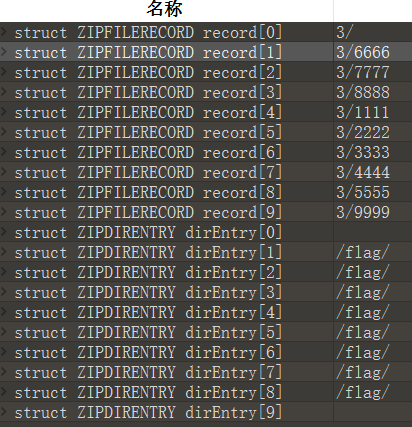 名称
struct ZIPFILERECORD record[0] 3/
struct ZIPFILERECORD record[1] 3/6666
struct ZIPFILERECORD record[2] 3/7777
struct ZIPFILERECORD record[3] 3/8888
struct ZIPFILERECORD record[4] 3/1111
struct ZIPFILERECORD record[5] 3/2222
struct ZIPFILERECORD record[6] 3/3333
struct ZIPFILERECORD record[7] 3/4444
struct ZIPFILERECORD record[8] 3/5555
struct ZIPFILERECORD record[9] 3/9999
struct ZIPDIRENTRY dirEntry[0]
struct ZIPDIRENTRY dirEntry[1] /flag/
struct ZIPDIRENTRY dirEntry[2] /flag/
struct ZIPDIRENTRY dirEntry[3] /flag/
struct ZIPDIRENTRY dirEntry[4] /flag/
struct ZIPDIRENTRY dirEntry[5] /flag/
struct ZIPDIRENTRY dirEntry[6] /flag/
struct ZIPDIRENTRY dirEntry[7] /flag/
struct ZIPDIRENTRY dirEntry[8] /flag/
struct ZIPDIRENTRY dirEntry[9]